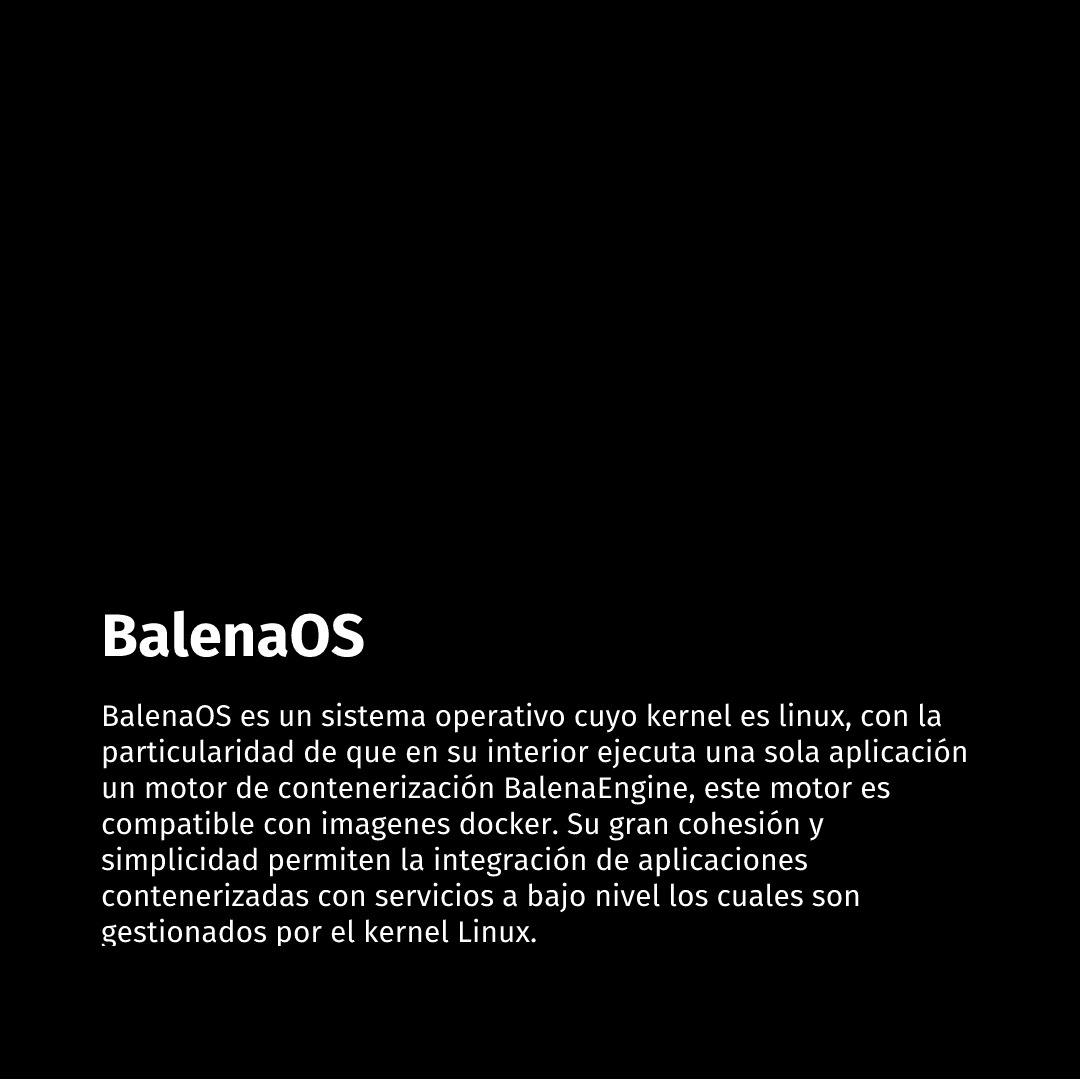 BalenaOS
BalenaOS es un sistema operativo cuyo kernel es linux, con la
particularidad de que en su interior ejecuta una sola aplicación
un motor de contenerización BalenaEngine, este motor es
compatible con imagenes docker. Su gran cohesión y
simplicidad permiten la integración de aplicaciones
contenerizadas con servicios a bajo nivel los cuales son
gestionados por el kernel Linux.